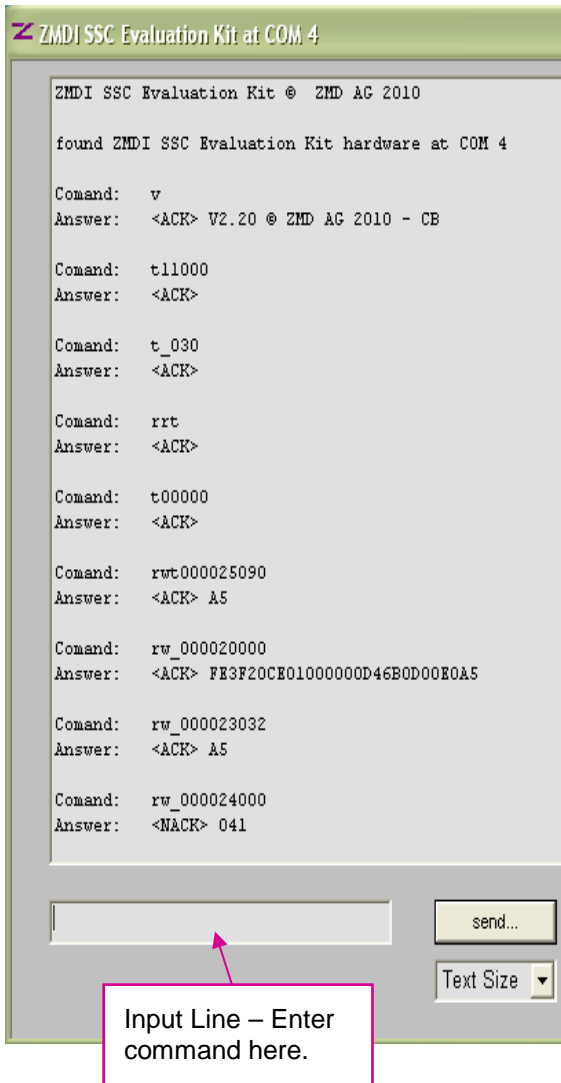 ZMDI SSC Evaluation Kit at COM 4
ZMDI SSC Evaluation Kit © ZMD AG 2010
found ZMDI SSC Evaluation Kit hardware at COM 4
Comand: v
Answer: <ACK> V2.20 © ZMD AG 2010 - CB
Comand: t11000
Answer: <ACK>
Comand: t_030
Answer: <ACK>
Comand: rrt
Answer: <ACK>
Comand: t00000
Answer: <ACK>
Comand: rwt000025090
Answer: <ACK> A5
Comand: rw_000020000
Answer: <ACK> FE3F20CE01000000D46B0D00E0A5
Comand: rw_000023032
Answer: <ACK> A5
Comand: rw_000024000
Answer: <NACK> 041
send...
Text Size
Input Line – Enter
command here.